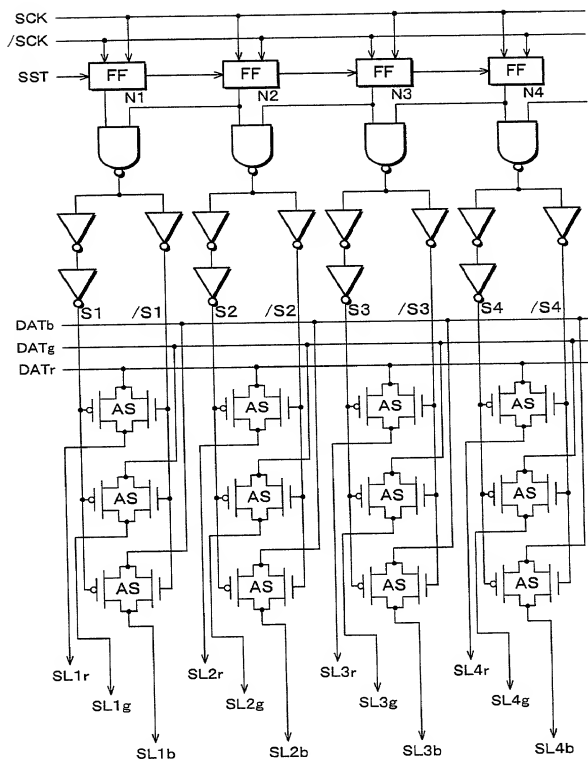 SCK
/SCK
SST FF FF FF FF
N1 N2 N3 N4
S1 /S1 S2 /S2 S3 /S3 S4 /S4
DATb
DATg
DATr
AS AS AS AS
AS AS AS AS
AS AS AS AS
SL1r SL2r SL3r SL4r
SL1g SL2g SL3g SL4g
SL1b SL2b SL3b SL4b